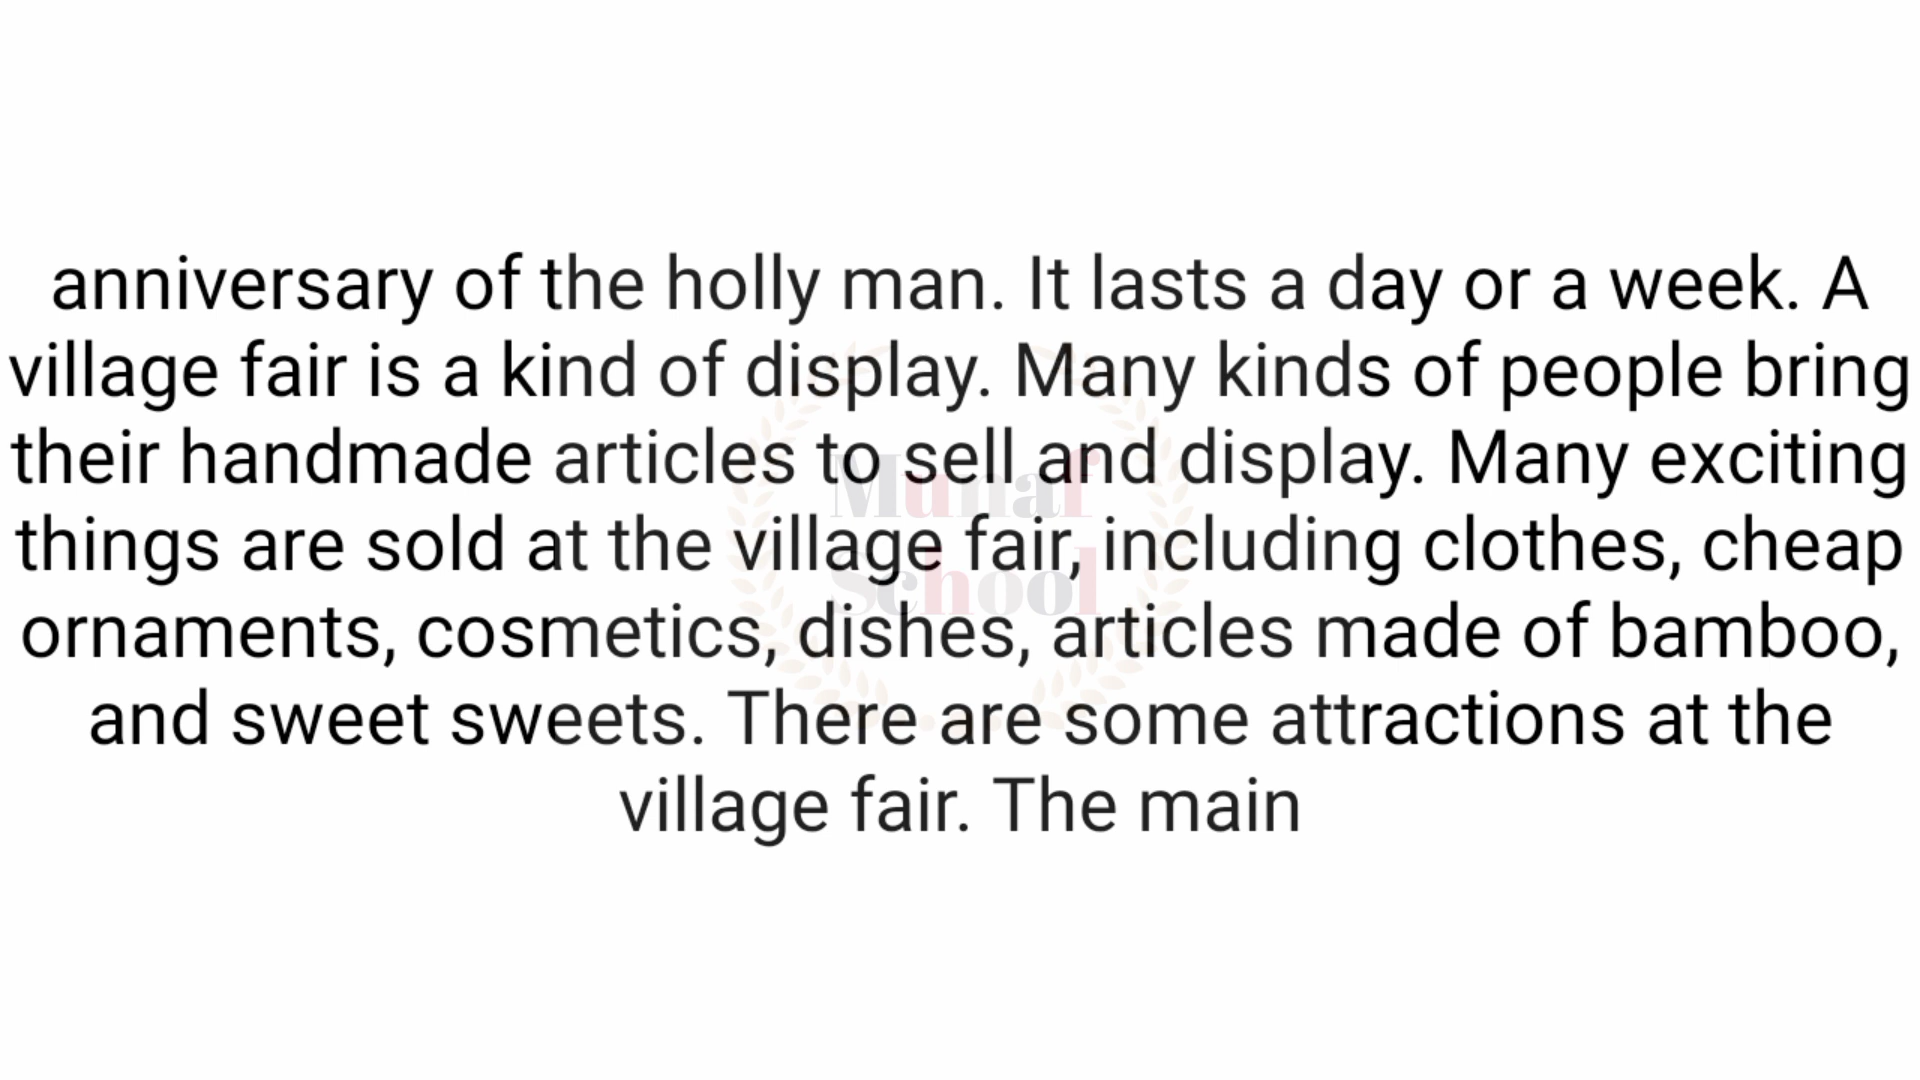 anniversary of the holly man. It lasts a day or a week. A
village fair is a kind of display. Many kinds of people bring
their handmade articles to sell and display. Many exciting
things are sold at the village fair, including clothes, cheap
ornaments, cosmetics, dishes, articles made of bamboo,
and sweet sweets. There are some attractions at the
village fair. The main
Munaf
School